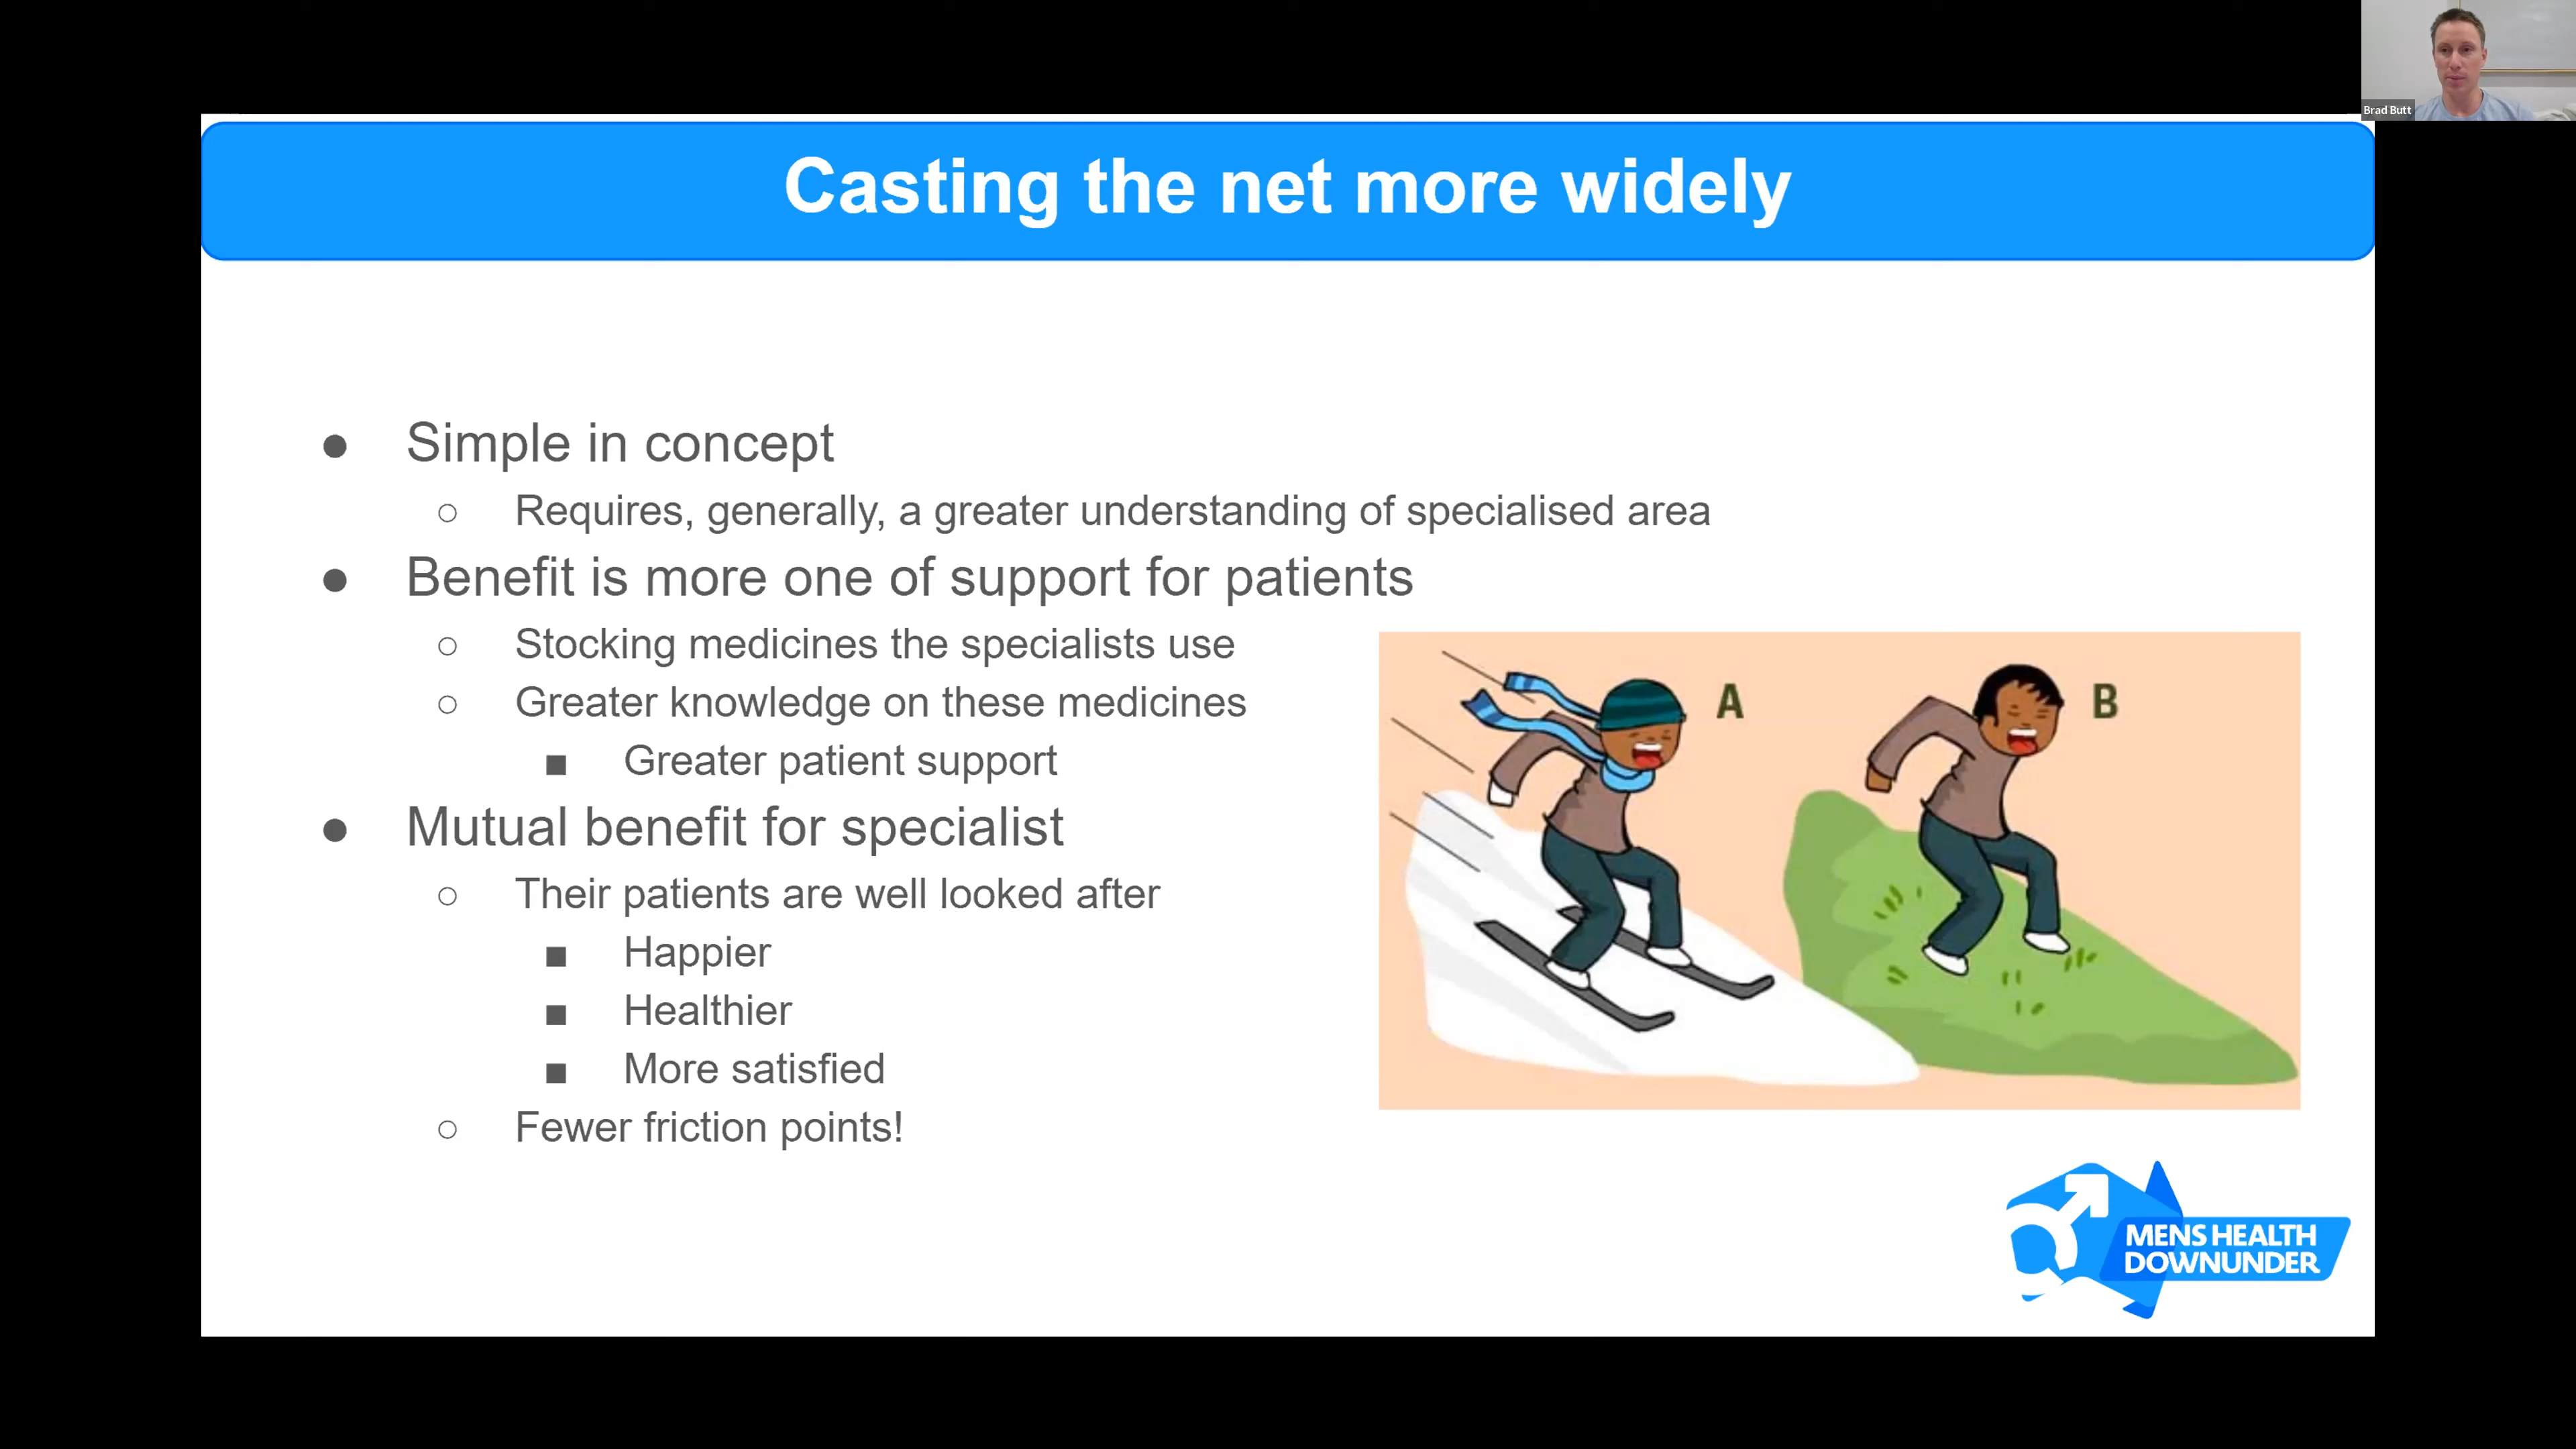 Brad Butt
Casting the net more widely
● Simple in concept
○ Requires, generally, a greater understanding of specialised area
● Benefit is more one of support for patients
○ Stocking medicines the specialists use
○ Greater knowledge on these medicines
■ Greater patient support
● Mutual benefit for specialist
○ Their patients are well looked after
■ Happier
■ Healthier
■ More satisfied
○ Fewer friction points!
A
B
MENS HEALTH
DOWNUNDER